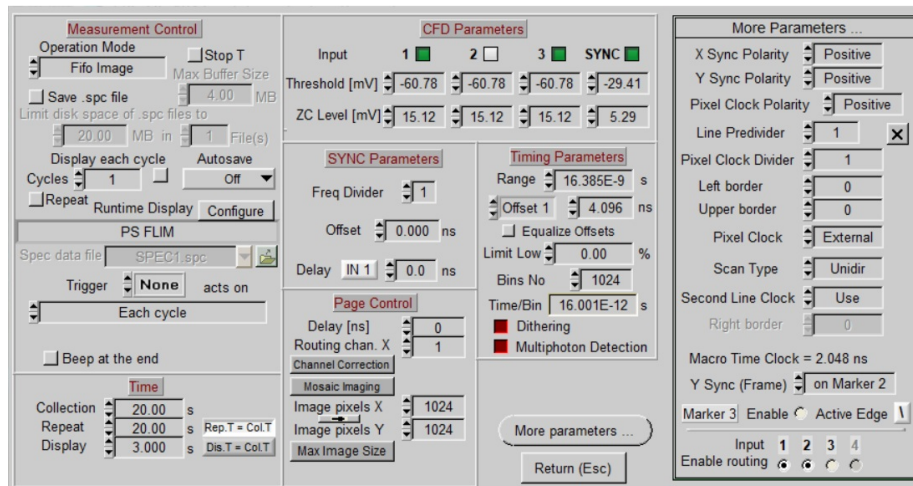 Measurement Control
Operation Mode
Fifo Image
Stop T
Max Buffer Size
4.00 MB
Save .spc file
Limit disk space of .spc files to
20.00 MB in 1 File(s)
Display each cycle Autosave
Cycles 1 Off
Repeat
Runtime Display Configure
PS FLIM
Spec data file SPEC1.spc
Trigger None acts on
Each cycle
Beep at the end
Time
Collection 20.00 s
Repeat 20.00 s Rep.T = Col.T
Display 3.000 s Dis.T = Col.T
CFD Parameters
Input 1 2 3 SYNC
Threshold [mV] -60.78 -60.78 -60.78 -29.41
ZC Level [mV] 15.12 15.12 15.12 5.29
SYNC Parameters
Freq Divider 1
Offset 0.000 ns
Delay IN 1 0.0 ns
Page Control
Delay [ns] 0
Routing chan. X 1
Channel Correction
Mosaic Imaging
Image pixels X 1024
Image pixels Y 1024
Max Image Size
Timing Parameters
Range 16.385E-9 s
Offset 1 4.096 ns
Equalize Offsets
Limit Low 0.00 %
Bins No 1024
Time/Bin 16.001E-12 s
Dithering
Multiphoton Detection
More parameters ...
Return (Esc)
More Parameters ...
X Sync Polarity Positive
Y Sync Polarity Positive
Pixel Clock Polarity Positive
Line Predivider 1 X
Pixel Clock Divider 1
Left border 0
Upper border 0
Pixel Clock External
Scan Type Unidir
Second Line Clock Use
Right border 0
Macro Time Clock = 2.048 ns
Y Sync (Frame) on Marker 2
Marker 3 Enable Active Edge \
Input 1 2 3 4
Enable routing